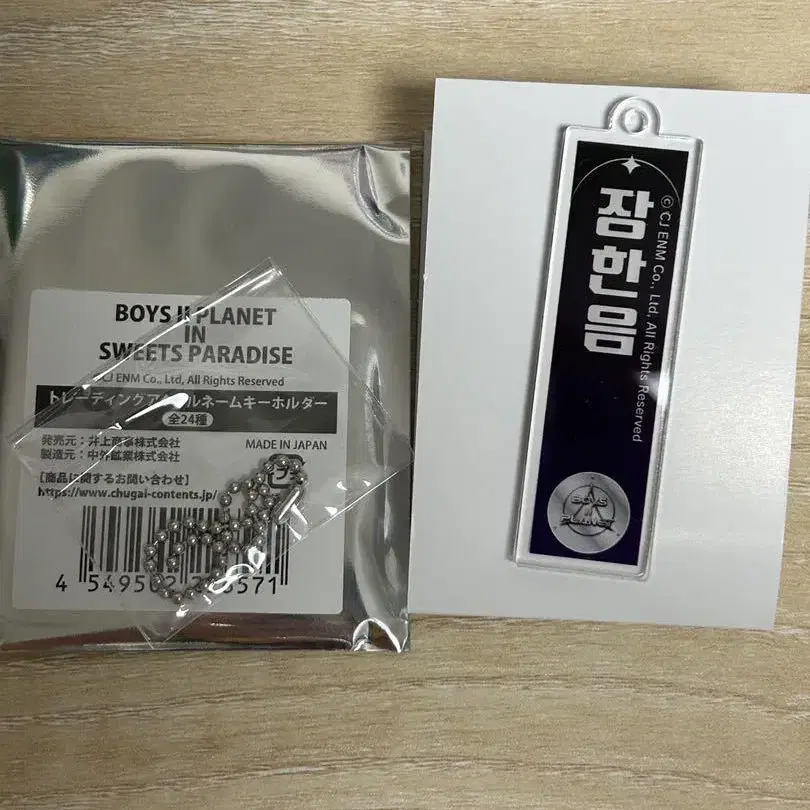 BOYS II PLANET
IN
SWEETS PARADISE
CJ ENM Co., Ltd, All Rights Reserved
トレーディングア ルネームキーホルダー
全24種
発売元：井上商事株式会社
製造元：中外鉱業株式会社
MADE IN JAPAN
【商品に関するお問い合わせ】
https://www.chugai-contents.jp/
プラ
4
장한음
© CJ ENM Co., Ltd, All Rights Reserved
BOYS
II
PLANET